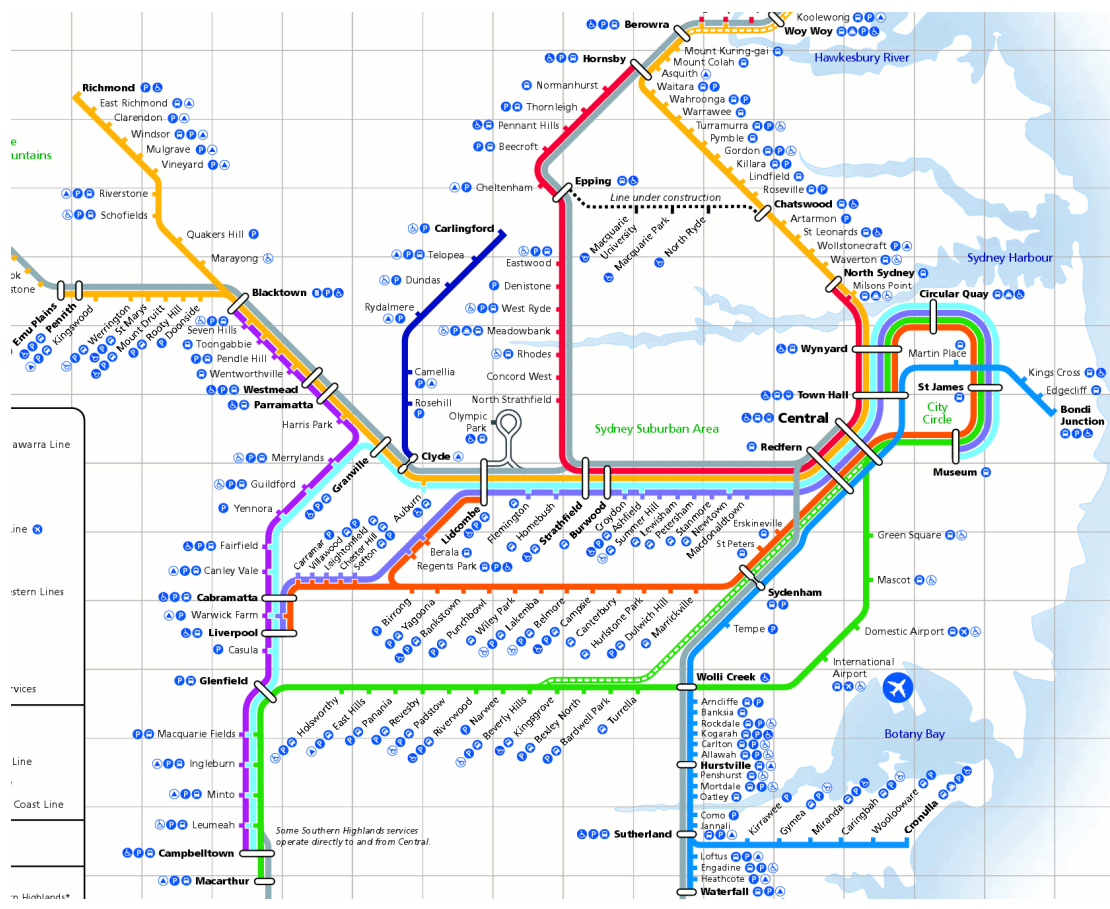 Koolewong
Berowra
Woy Woy
Mount Kuring-gai
Hawkesbury River
Hornsby
Mount Colah
Asquith
Richmond
Normanhurst
Waitara
East Richmond
Wahroonga
Clarendon
Thornleigh
Warrawee
Windsor
Pennant Hills
Turramurra
Pymble
Mulgrave
Beecroft
Gordon
Vineyard
Killara
Lindfield
Cheltenham
Epping
Roseville
Riverstone
Line under construction
Chatswood
Schofields
Macquarie
University
Macquarie Park
North Ryde
Artarmon
Carlingford
Quakers Hill
St Leonards
Wollstonecraft
Telopea
Eastwood
Marayong
Waverton
Sydney Harbour
Dundas
Denistone
North Sydney
Milsons Point
Blacktown
Circular Quay
Emu Plains
Penrith
Kingswood
Werrington
St Marys
Mount Druitt
Rooty Hill
Doonside
Rydalmere
West Ryde
Seven Hills
Meadowbank
Toongabbie
Wynyard
Martin Place
Pendle Hill
Rhodes
Wentworthville
Camellia
Concord West
Kings Cross
Westmead
St James
Edgecliff
Parramatta
Rosehill
North Strathfield
Town Hall
Bondi
Junction
Harris Park
Olympic
Park
Sydney Suburban Area
City
Circle
Central
Redfern
Clyde
Merrylands
Granville
Museum
Guildford
Yennora
Auburn
Lidcombe
Flemington
Homebush
Strathfield
Burwood
Croydon
Ashfield
Summer Hill
Lewisham
Petersham
Stanmore
Newtown
Macdonaldtown
Erskineville
St Peters
Carramar
Villawood
Leightonfield
Chester Hill
Sefton
Green Square
Fairfield
Berala
Regents Park
Canley Vale
Mascot
Cabramatta
Sydenham
Warwick Farm
Birrong
Yagoona
Bankstown
Punchbowl
Wiley Park
Lakemba
Belmore
Campsie
Canterbury
Hurlstone Park
Dulwich Hill
Marrickville
Liverpool
Tempe
Domestic Airport
Casula
International
Airport
Glenfield
Wolli Creek
Holsworthy
East Hills
Panania
Revesby
Padstow
Riverwood
Narwee
Beverly Hills
Kingsgrove
Bexley North
Bardwell Park
Turrella
Arncliffe
Banksia
Rockdale
Macquarie Fields
Kogarah
Botany Bay
Carlton
Allawah
Ingleburn
Hurstville
Penshurst
Mortdale
Minto
Oatley
Como
Leumeah
Some Southern Highlands services
operate directly to and from Central.
Jannali
Sutherland
Kirrawee
Gymea
Miranda
Caringbah
Woolooware
Cronulla
Campbelltown
Loftus
Engadine
Macarthur
Heathcote
Waterfall